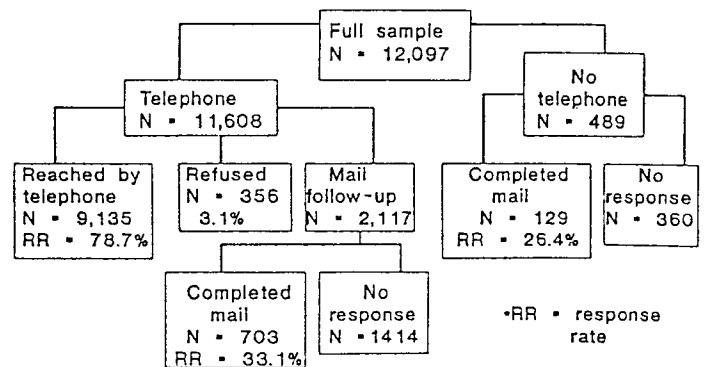 Full sample
N = 12,097
Telephone
N = 11,608
No
telephone
N = 489
Reached by
telephone
N = 9,135
RR = 78.7%
Refused
N = 356
3.1%
Mail
follow-up
N = 2,117
Completed
mail
N = 129
RR = 26.4%
No
response
N = 360
Completed
mail
N = 703
RR = 33.1%
No
response
N = 1414
*RR = response
rate